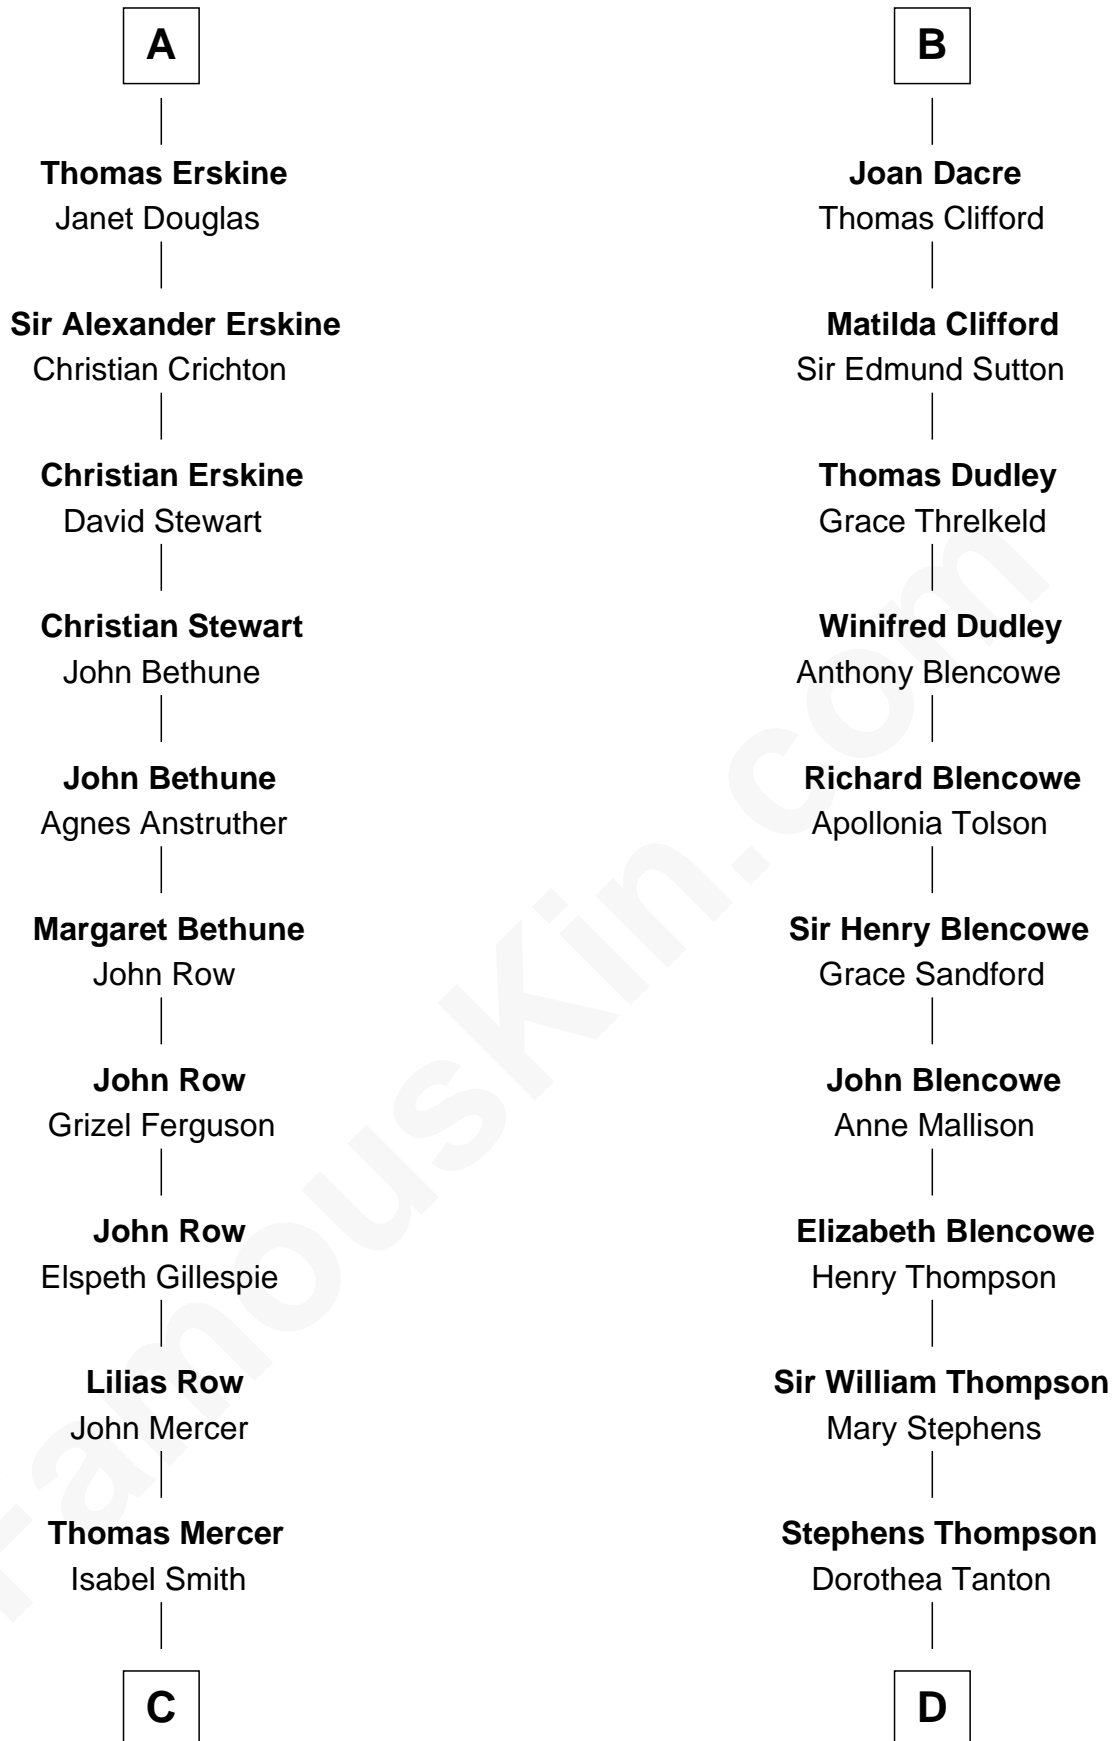 A
Thomas Erskine
Janet Douglas
Sir Alexander Erskine
Christian Crichton
Christian Erskine
David Stewart
Christian Stewart
John Bethune
John Bethune
Agnes Anstruther
Margaret Bethune
John Row
John Row
Grizel Ferguson
John Row
Elspeth Gillespie
Lilias Row
John Mercer
Thomas Mercer
Isabel Smith
C
B
Joan Dacre
Thomas Clifford
Matilda Clifford
Sir Edmund Sutton
Thomas Dudley
Grace Threlkeld
Winifred Dudley
Anthony Blencowe
Richard Blencowe
Apollonia Tolson
Sir Henry Blencowe
Grace Sandford
John Blencowe
Anne Mallison
Elizabeth Blencowe
Henry Thompson
Sir William Thompson
Mary Stephens
Stephens Thompson
Dorothea Tanton
D
FamousKin.com